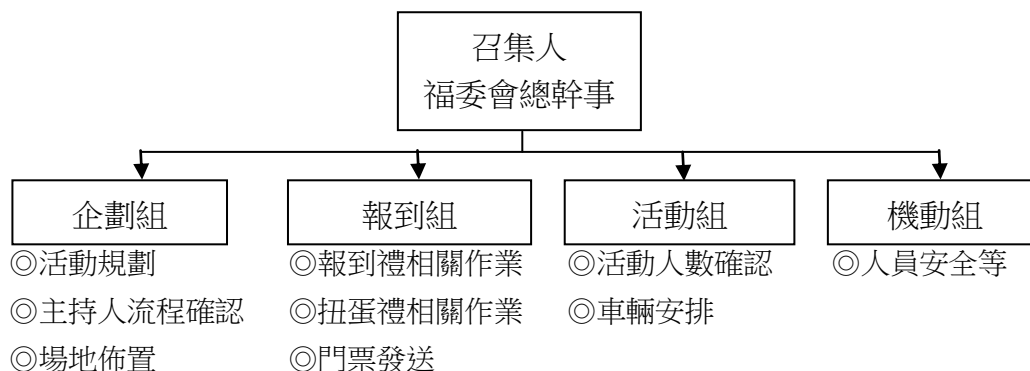 召集人
福委會總幹事
企劃組
◎活動規劃
◎主持人流程確認
◎場地佈置
報到組
◎報到禮相關作業
◎扭蛋禮相關作業
◎門票發送
活動組
◎活動人數確認
◎車輛安排
機動組
◎人員安全等